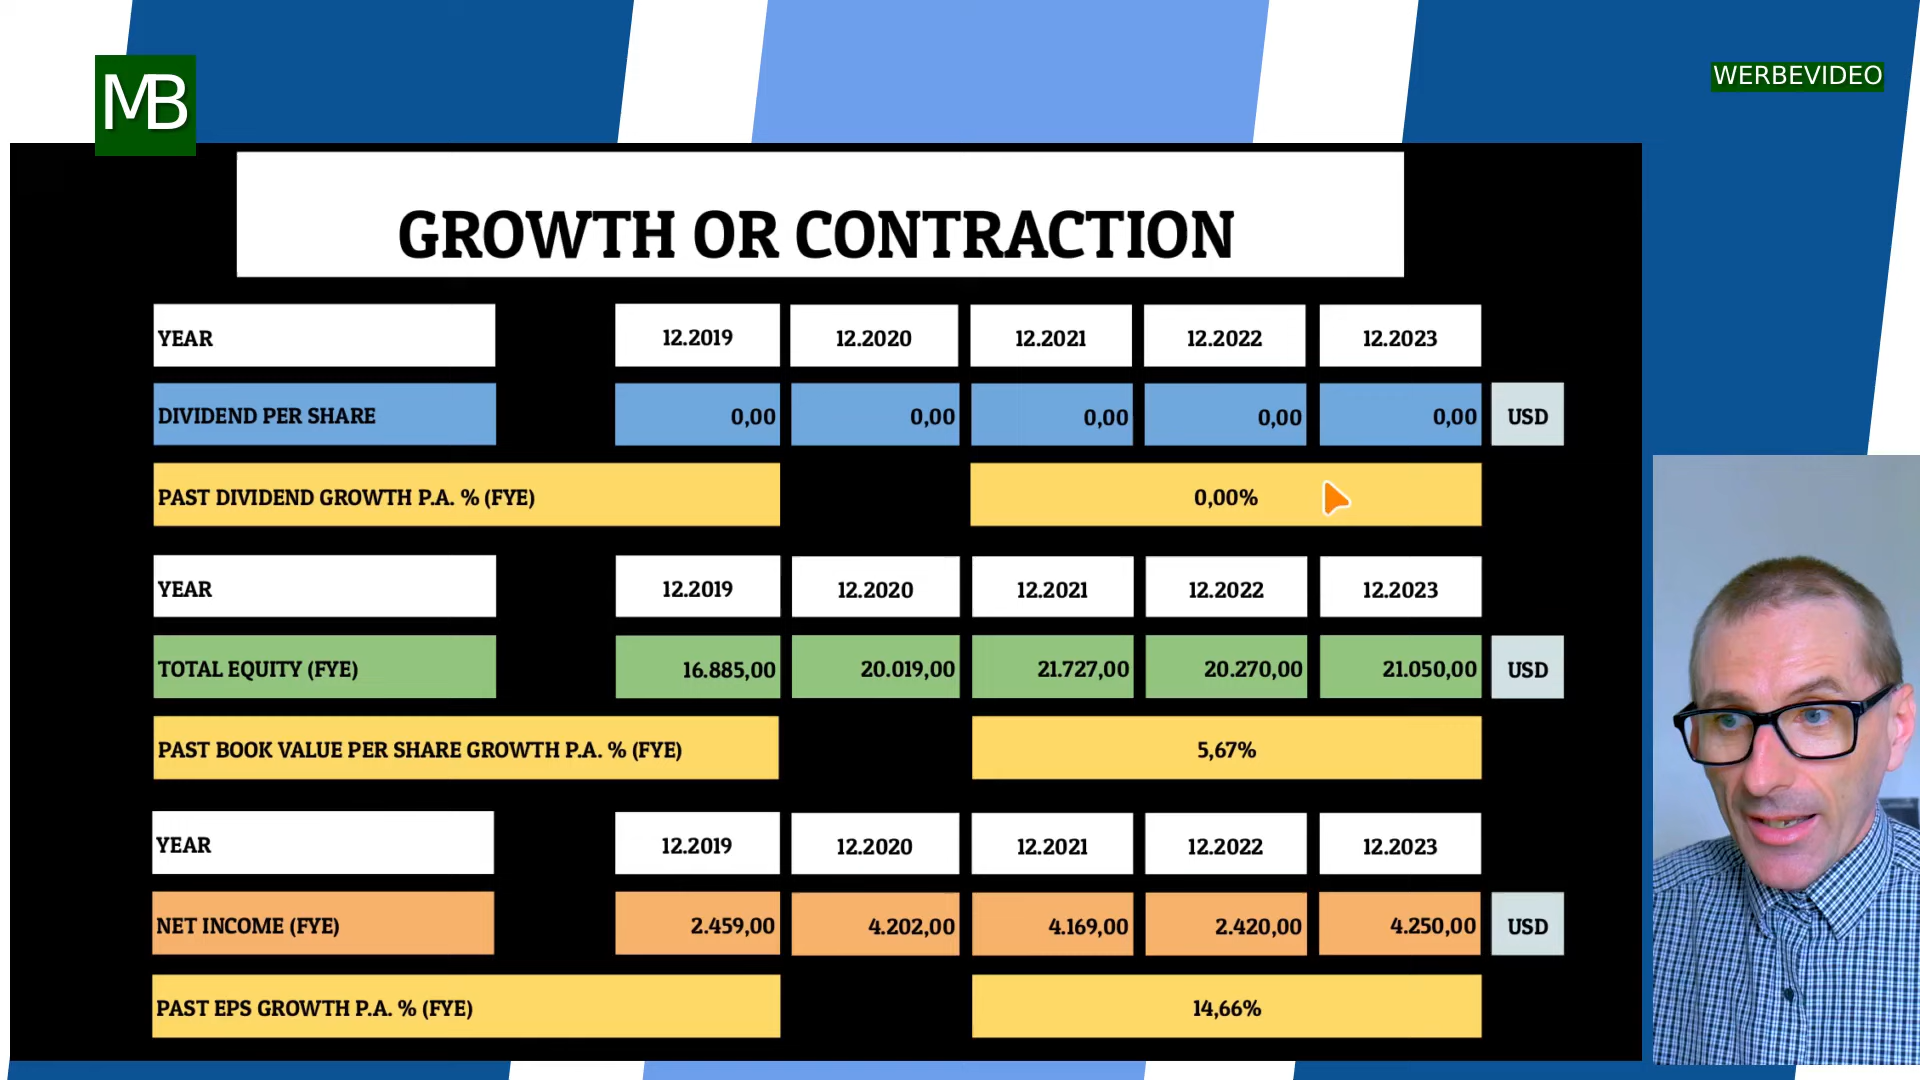 MB
WERBEVIDEO
GROWTH OR CONTRACTION
YEAR 12.2019 12.2020 12.2021 12.2022 12.2023
DIVIDEND PER SHARE 0,00 0,00 0,00 0,00 0,00 USD
PAST DIVIDEND GROWTH P.A. % (FYE) 0,00%
YEAR 12.2019 12.2020 12.2021 12.2022 12.2023
TOTAL EQUITY (FYE) 16.885,00 20.019,00 21.727,00 20.270,00 21.050,00 USD
PAST BOOK VALUE PER SHARE GROWTH P.A. % (FYE) 5,67%
YEAR 12.2019 12.2020 12.2021 12.2022 12.2023
NET INCOME (FYE) 2.459,00 4.202,00 4.169,00 2.420,00 4.250,00 USD
PAST EPS GROWTH P.A. % (FYE) 14,66%